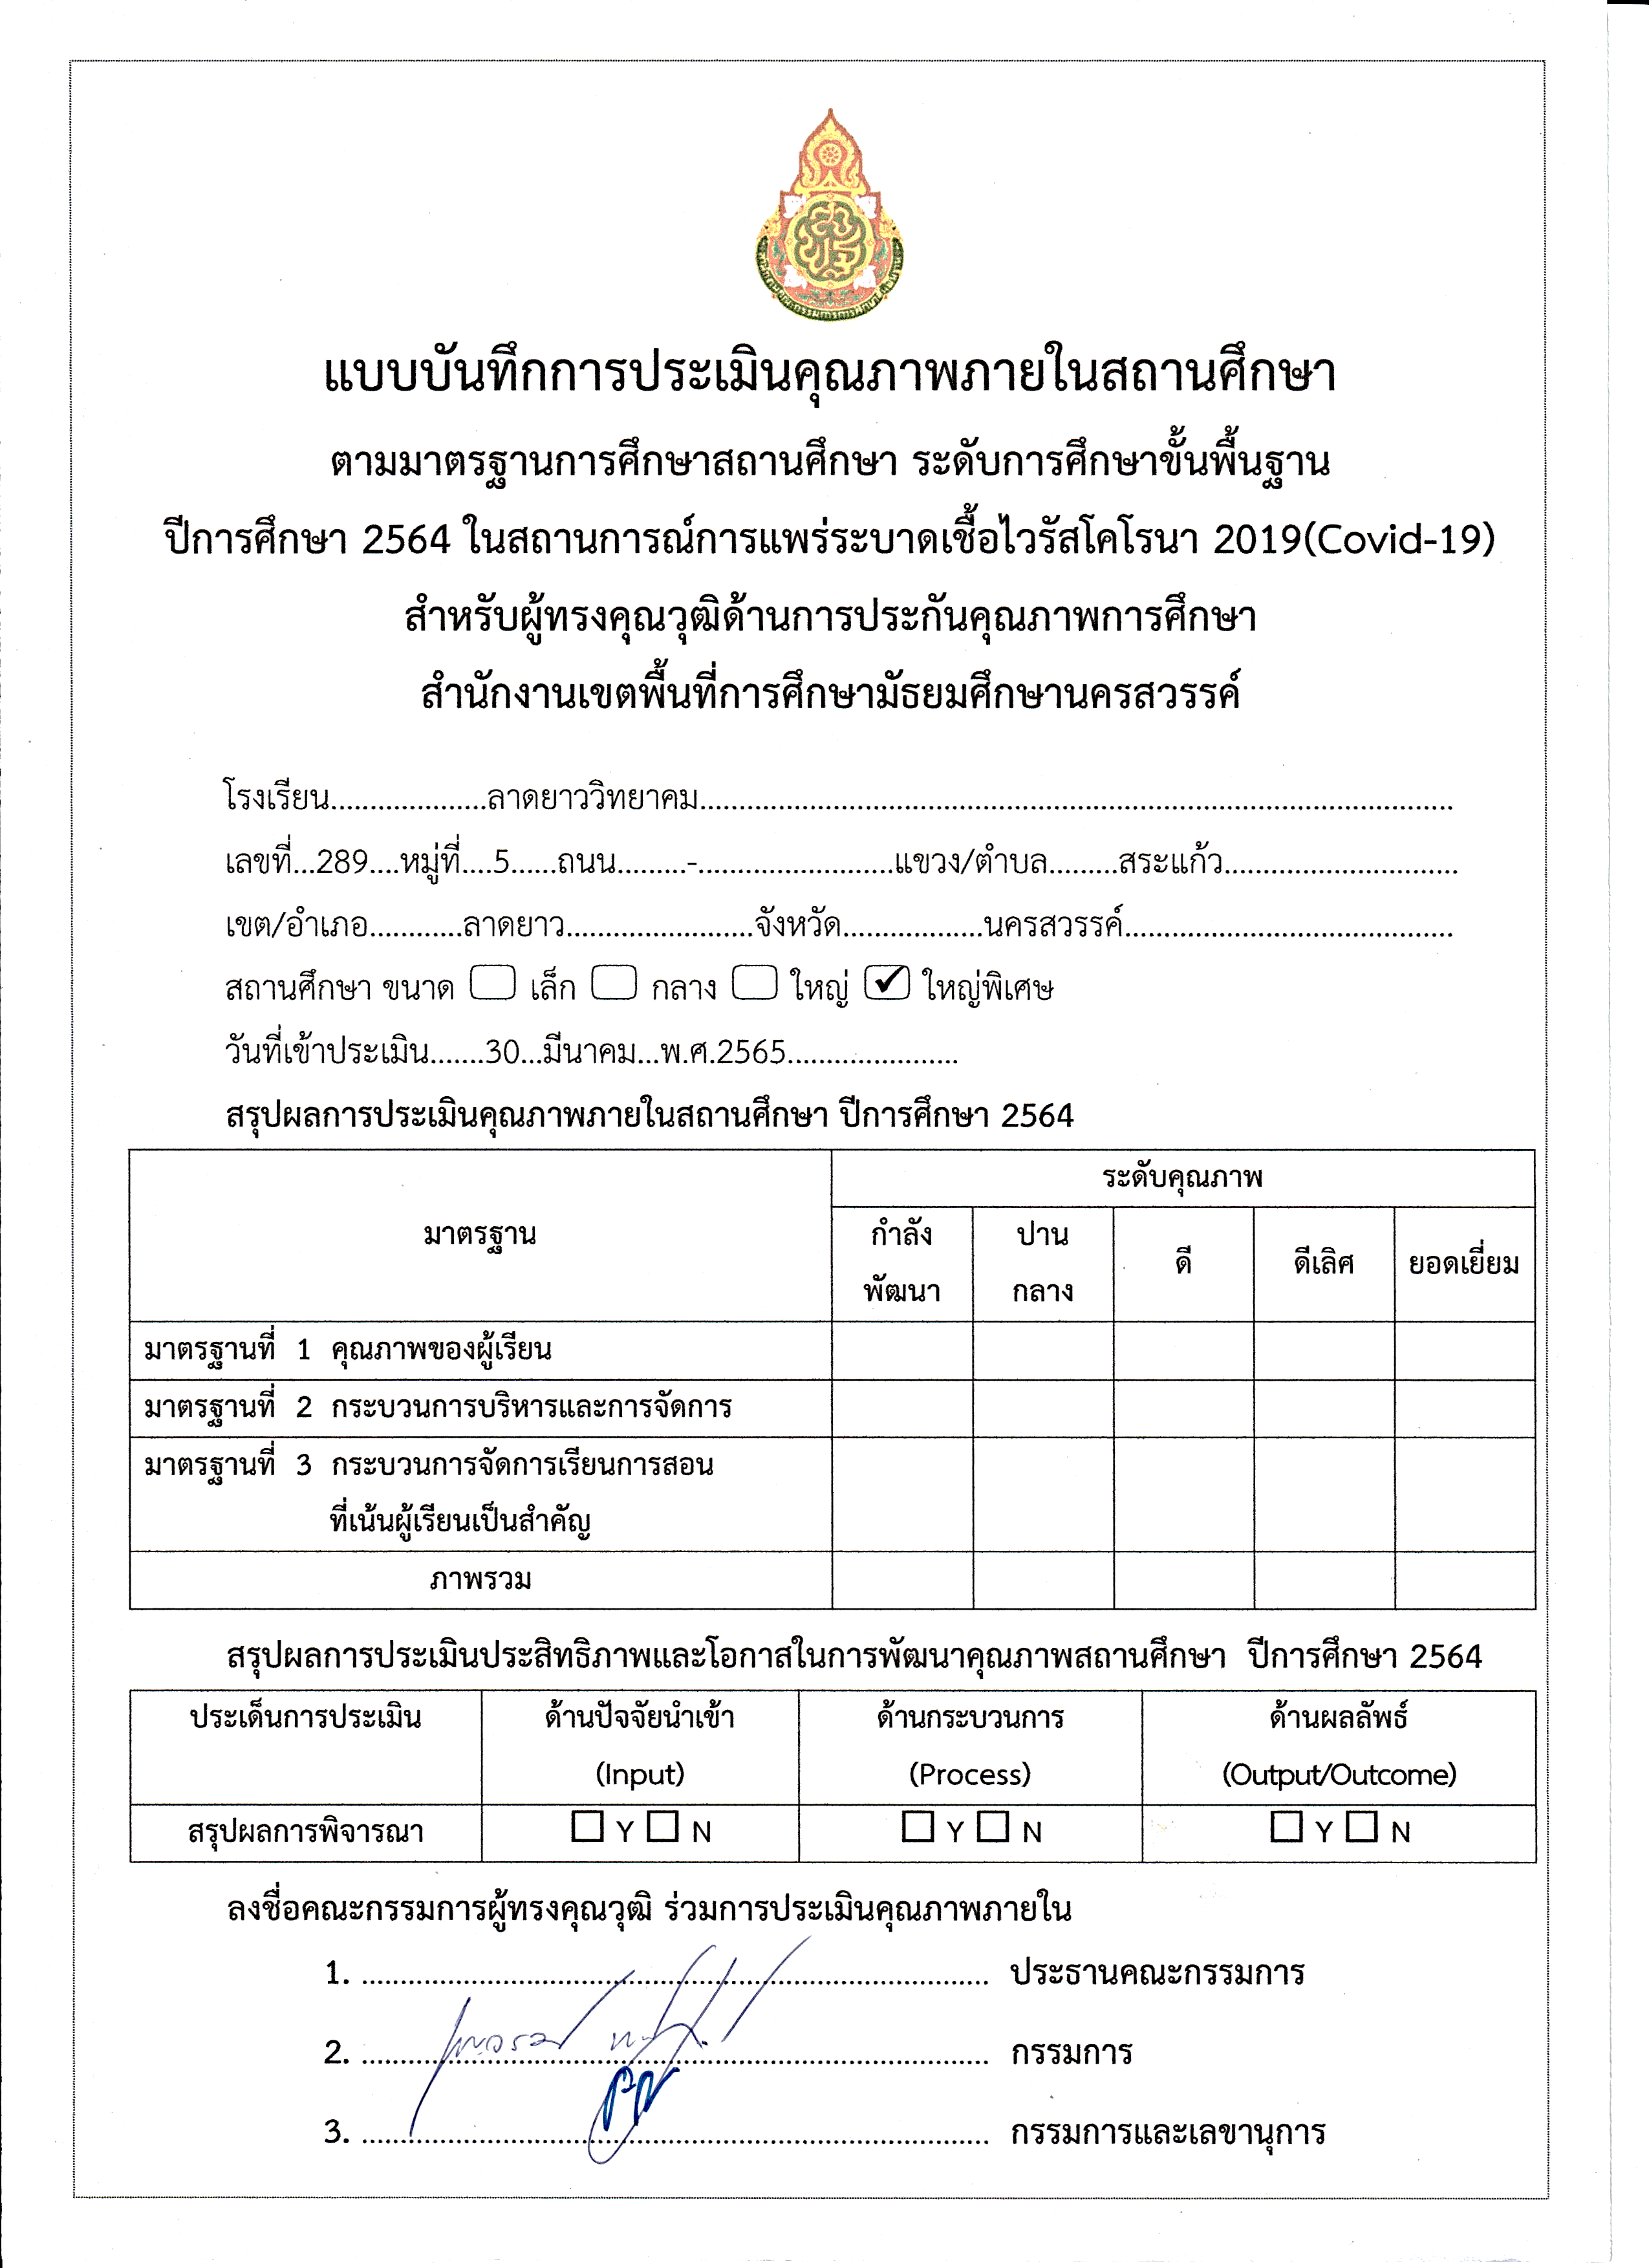 แบบบันทึกการประเมินคุณภาพภายในสถานศึกษา
ตามมาตรฐานการศึกษาสถานศึกษา ระดับการศึกษาขั้นพื้นฐาน
ปีการศึกษา 2564 ในสถานการณ์การแพร่ระบาดเชื้อไวรัสโคโรนา 2019(Covid-19)
สำหรับผู้ทรงคุณวุฒิด้านการประกันคุณภาพการศึกษา
สำนักงานเขตพื้นที่การศึกษามัธยมศึกษานครสวรรค์
โรงเรียน....................ลาดยาววิทยาคม................................................................................................
เลขที่...289....หมู่ที่....5......ถนน.........-.........................แขวง/ตำบล.........สระแก้ว..............................
เขต/อำเภอ............ลาดยาว........................จังหวัด..................นครสวรรค์..........................................
สถานศึกษา ขนาด ☐ เล็ก ☐ กลาง ☐ ใหญ่ ☑ ใหญ่พิเศษ
วันที่เข้าประเมิน.......30...มีนาคม...พ.ศ.2565......................
สรุปผลการประเมินคุณภาพภายในสถานศึกษา ปีการศึกษา 2564
มาตรฐาน ระดับคุณภาพ
กำลังพัฒนา ปานกลาง ดี ดีเลิศ ยอดเยี่ยม
มาตรฐานที่ 1 คุณภาพของผู้เรียน
มาตรฐานที่ 2 กระบวนการบริหารและการจัดการ
มาตรฐานที่ 3 กระบวนการจัดการเรียนการสอน
ที่เน้นผู้เรียนเป็นสำคัญ
ภาพรวม
สรุปผลการประเมินประสิทธิภาพและโอกาสในการพัฒนาคุณภาพสถานศึกษา ปีการศึกษา 2564
ประเด็นการประเมิน ด้านปัจจัยนำเข้า ด้านกระบวนการ ด้านผลลัพธ์
(Input) (Process) (Output/Outcome)
สรุปผลการพิจารณา ☐ Y ☐ N ☐ Y ☐ N ☐ Y ☐ N
ลงชื่อคณะกรรมการผู้ทรงคุณวุฒิ ร่วมการประเมินคุณภาพภายใน
1. ................................................................................ ประธานคณะกรรมการ
2. ................................................................................ กรรมการ
3. ................................................................................ กรรมการและเลขานุการ